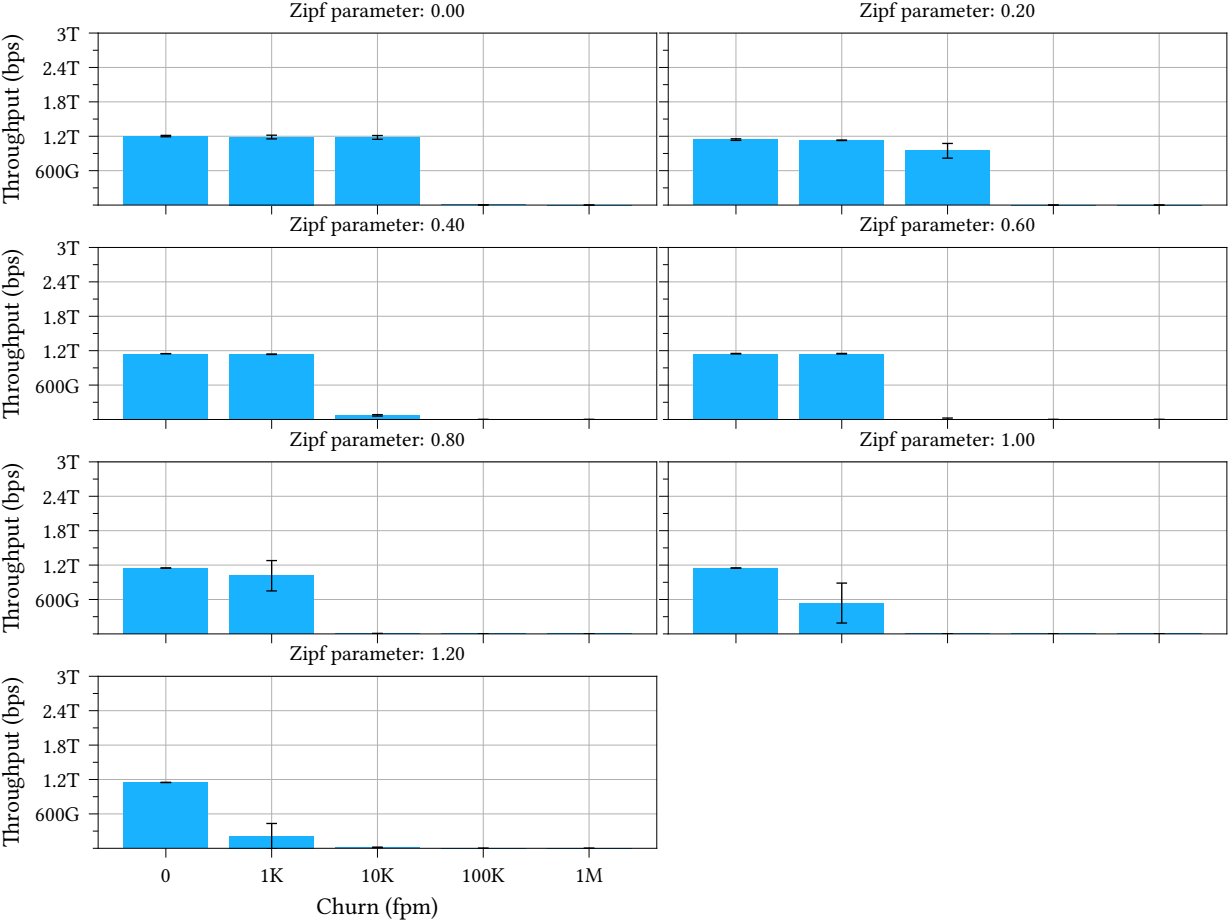 Zipf parameter: 0.00
Zipf parameter: 0.20
Throughput (bps)
3T
2.4T
1.8T
1.2T
600G
Zipf parameter: 0.40
Zipf parameter: 0.60
Throughput (bps)
3T
2.4T
1.8T
1.2T
600G
Zipf parameter: 0.80
Zipf parameter: 1.00
Throughput (bps)
3T
2.4T
1.8T
1.2T
600G
Zipf parameter: 1.20
Throughput (bps)
3T
2.4T
1.8T
1.2T
600G
0 1K 10K 100K 1M
Churn (fpm)